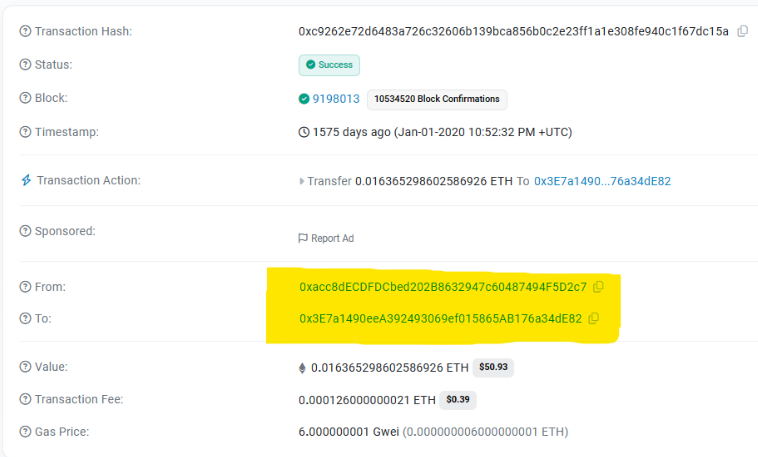 Transaction Hash: 0xc9262e72d6483a726c32606b139bca856b0c2e23ff1a1e308fe940c1f67dc15a
Status: Success
Block: 9198013 10534520 Block Confirmations
Timestamp: 1575 days ago (Jan-01-2020 10:52:32 PM +UTC)
Transaction Action: Transfer 0.016365298602586926 ETH To 0x3E7a1490...76a34dE82
Sponsored: Report Ad
From: 0xacc8dECDFDCbed202B8632947c60487494F5D2c7
To: 0x3E7a1490eeA392493069ef015865AB176a34dE82
Value: 0.016365298602586926 ETH $50.93
Transaction Fee: 0.000126000000021 ETH $0.39
Gas Price: 6.000000001 Gwei (0.000000006000000001 ETH)